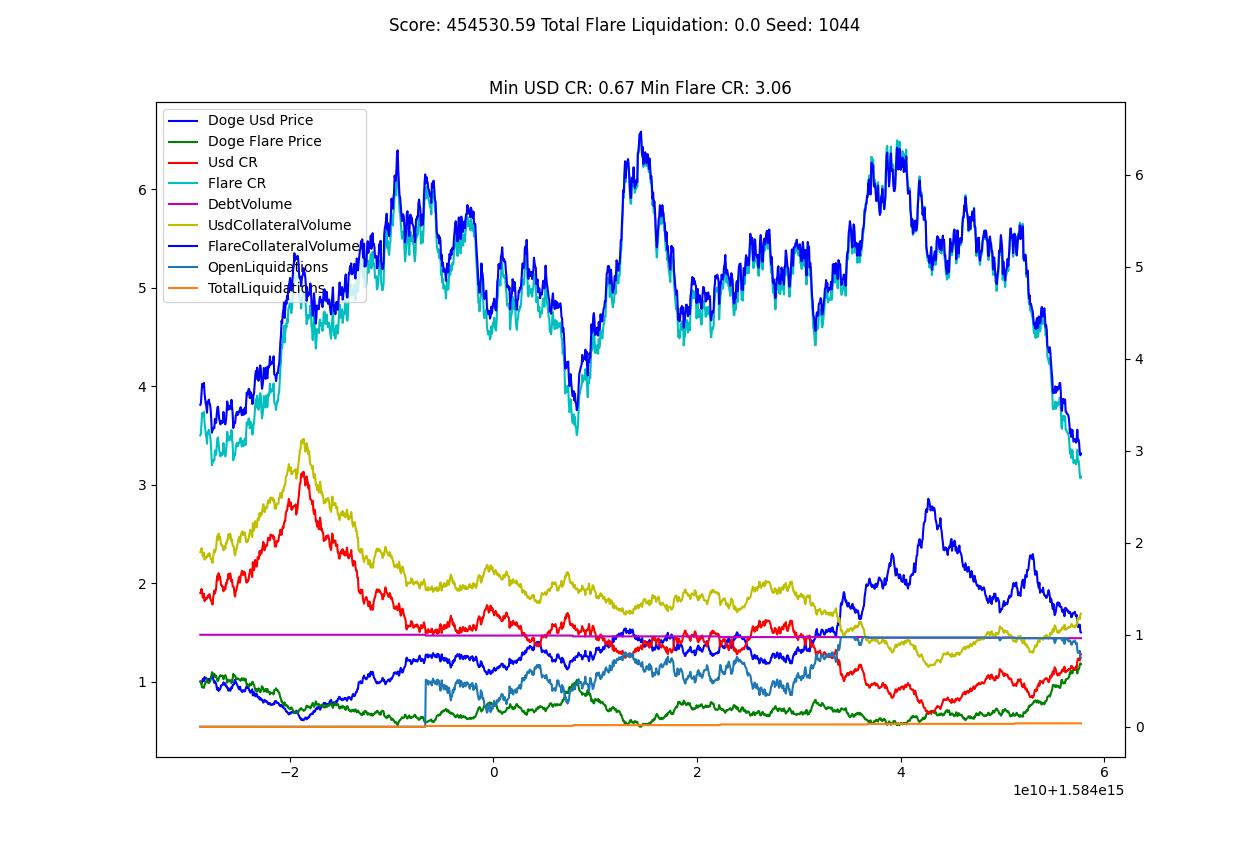 Score: 454530.59 Total Flare Liquidation: 0.0 Seed: 1044
Min USD CR: 0.67 Min Flare CR: 3.06
Doge Usd Price
Doge Flare Price
Usd CR
Flare CR
DebtVolume
UsdCollateralVolume
FlareCollateralVolume
OpenLiquidations
TotalLiquidations
6
5
4
3
2
1
6
5
4
3
2
1
0
−2
0
2
4
6
1e10+1.584e15